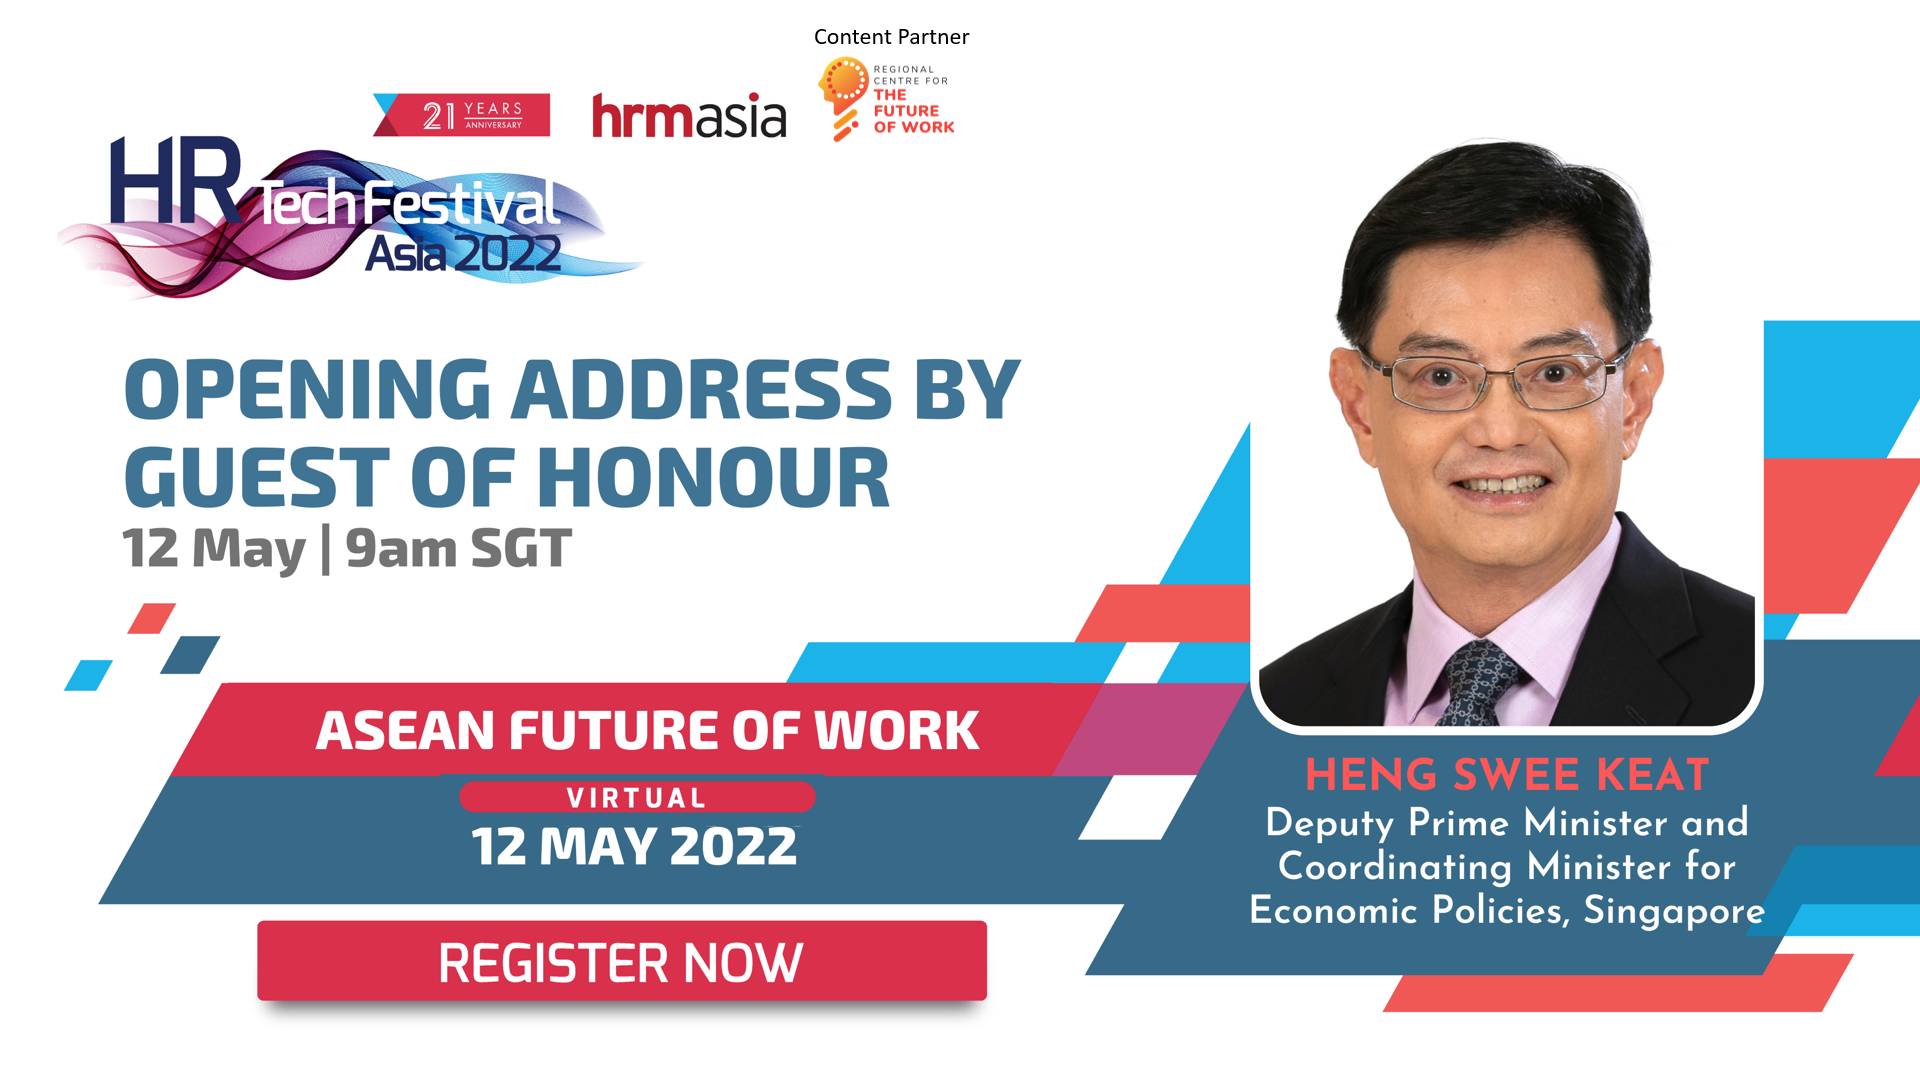 Content Partner
21 YEARS
ANNIVERSARY
hrmasia
REGIONAL
CENTRE FOR
THE
FUTURE
OF WORK
HR Tech Festival
Asia 2022
OPENING ADDRESS BY
GUEST OF HONOUR
12 May | 9am SGT
ASEAN FUTURE OF WORK
VIRTUAL
12 MAY 2022
REGISTER NOW
HENG SWEE KEAT
Deputy Prime Minister and
Coordinating Minister for
Economic Policies, Singapore